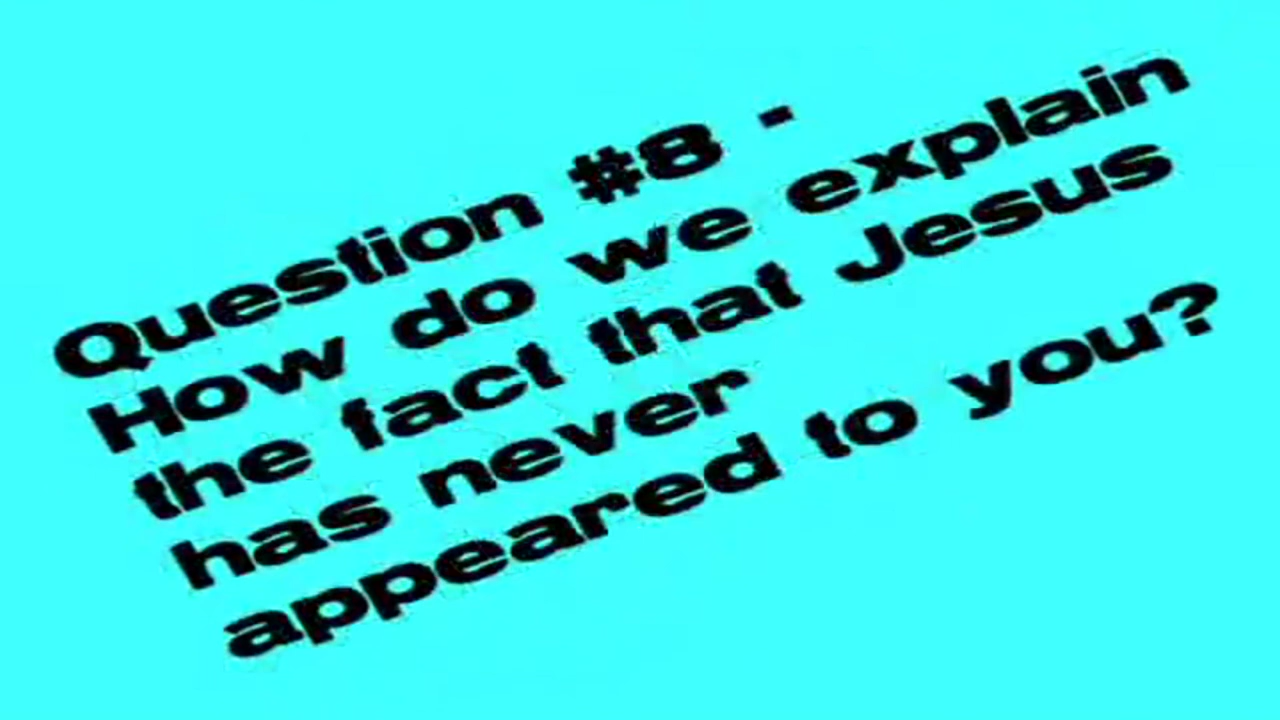 Question #8 -
How do we explain
the fact that Jesus
has never
appeared to you?